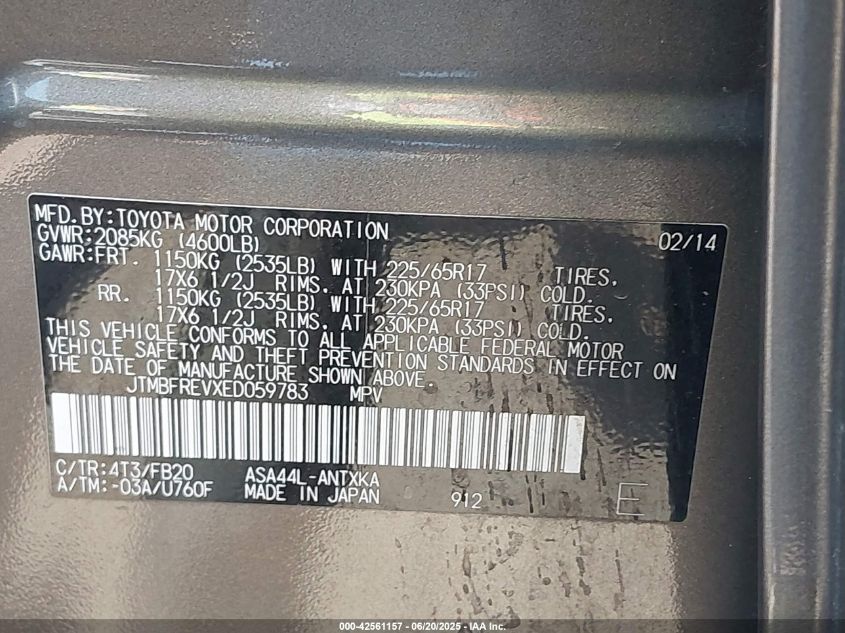 MFD. BY:TOYOTA MOTOR CORPORATION 02/14
GVWR:2085KG (4600LB)
GAWR:FRT. 1150KG (2535LB) WITH 225/65R17 TIRES,
17X6 1/2J RIMS, AT 230KPA (33PSI) COLD.
RR. 1150KG (2535LB) WITH 225/65R17 TIRES,
17X6 1/2J RIMS, AT 230KPA (33PSI) COLD.
THIS VEHICLE CONFORMS TO ALL APPLICABLE FEDERAL MOTOR
VEHICLE SAFETY AND THEFT PREVENTION STANDARDS IN EFFECT ON
THE DATE OF MANUFACTURE SHOWN ABOVE.
JTMBFREVXED059783 MPV
C/TR:4T3/FB20 ASA44L-ANTXKA
A/TM:-03A/U760F MADE IN JAPAN 912 E
000-42561157 - 06/20/2025 - IAA Inc.